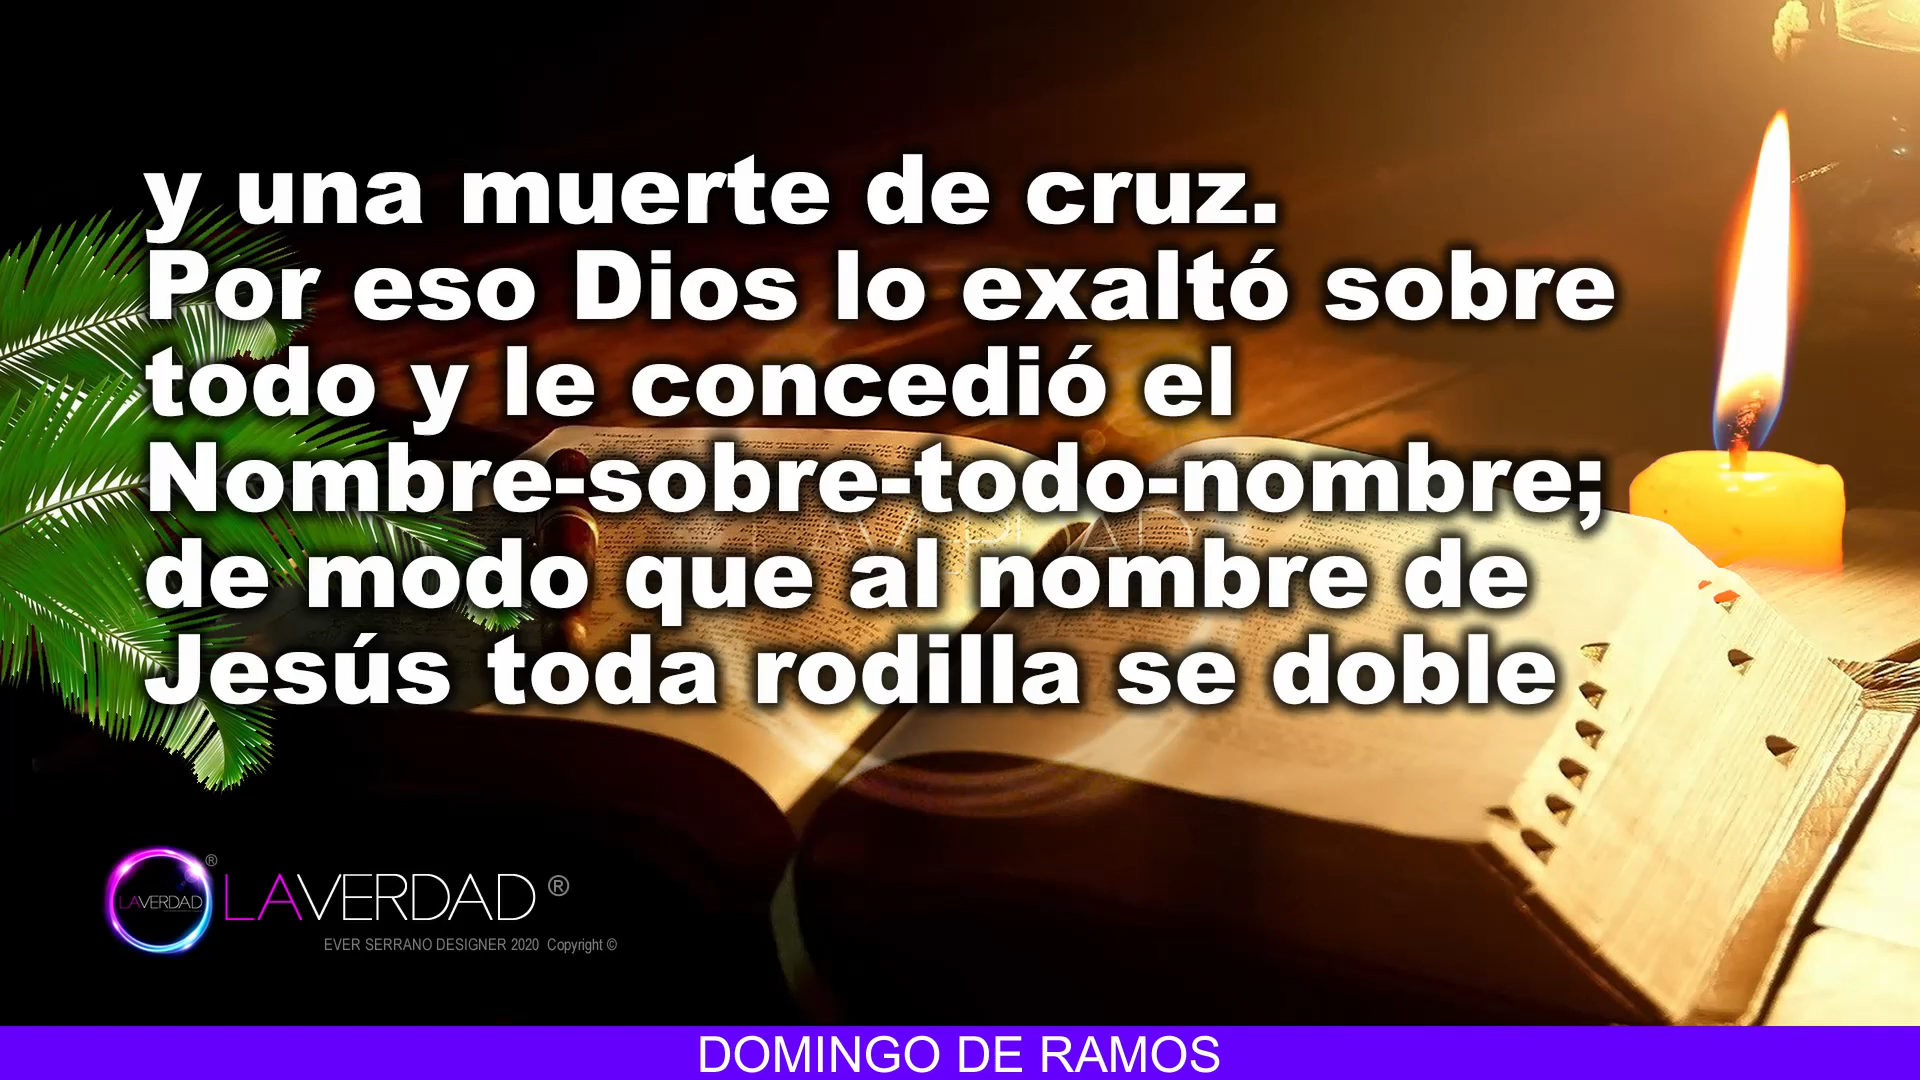 y una muerte de cruz.
Por eso Dios lo exaltó sobre
todo y le concedió el
Nombre-sobre-todo-nombre;
de modo que al nombre de
Jesús toda rodilla se doble
LAVERDAD ®
LAVERDAD ®
EVER SERRANO DESIGNER 2020 Copyright ©
DOMINGO DE RAMOS